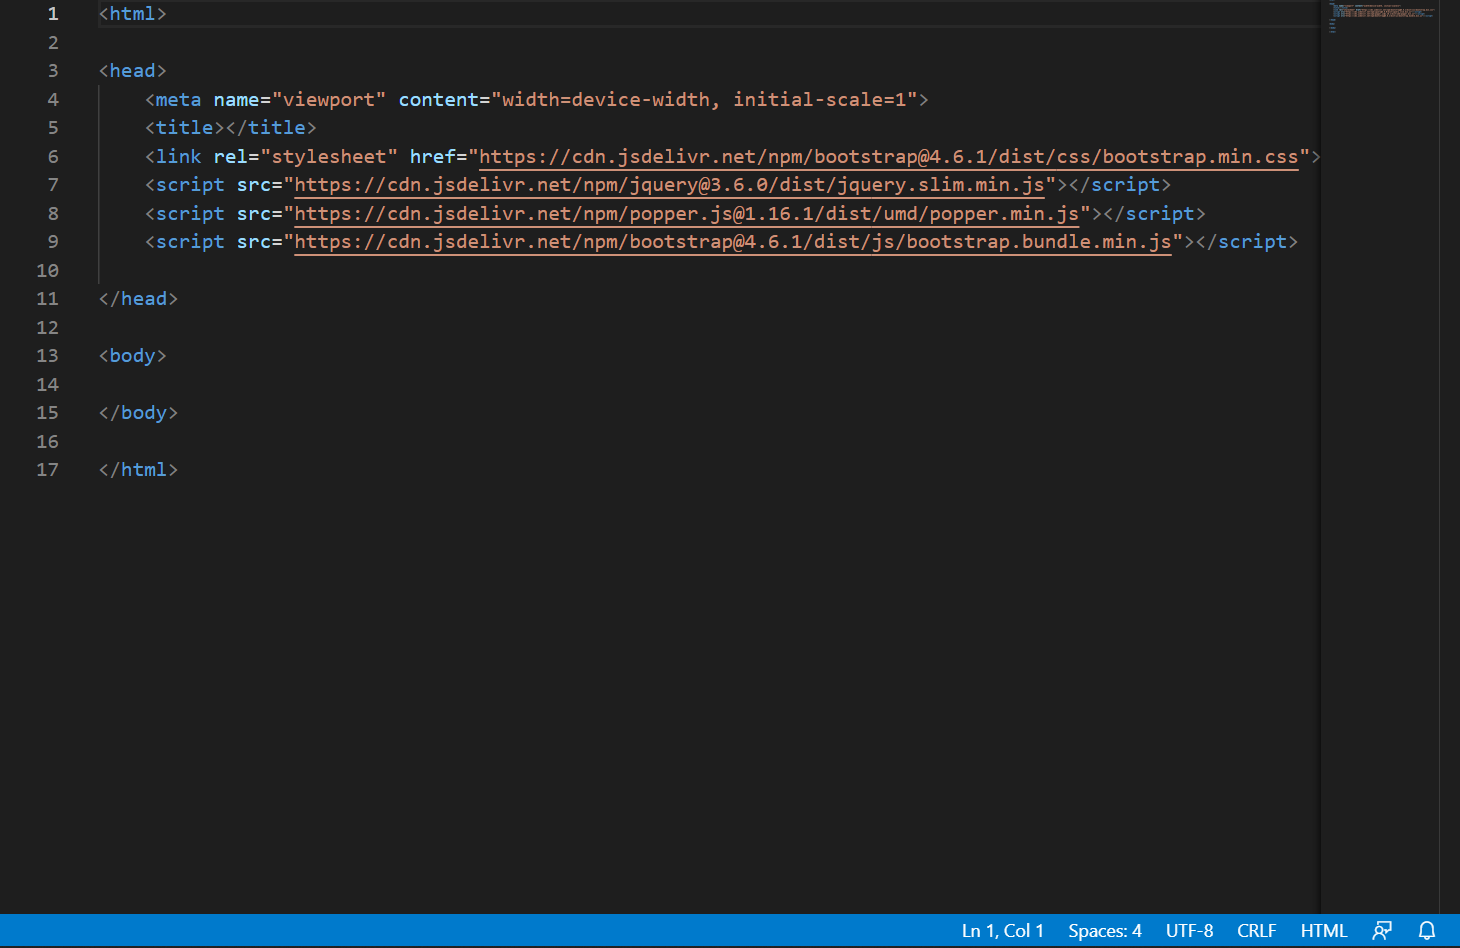 1 <html>
2
3 <head>
4     <meta name="viewport" content="width=device-width, initial-scale=1">
5     <title></title>
6     <link rel="stylesheet" href="https://cdn.jsdelivr.net/npm/bootstrap@4.6.1/dist/css/bootstrap.min.css">
7     <script src="https://cdn.jsdelivr.net/npm/jquery@3.6.0/dist/jquery.slim.min.js"></script>
8     <script src="https://cdn.jsdelivr.net/npm/popper.js@1.16.1/dist/umd/popper.min.js"></script>
9     <script src="https://cdn.jsdelivr.net/npm/bootstrap@4.6.1/dist/js/bootstrap.bundle.min.js"></script>
10
11 </head>
12
13 <body>
14
15 </body>
16
17 </html>
Ln 1, Col 1 Spaces: 4 UTF-8 CRLF HTML